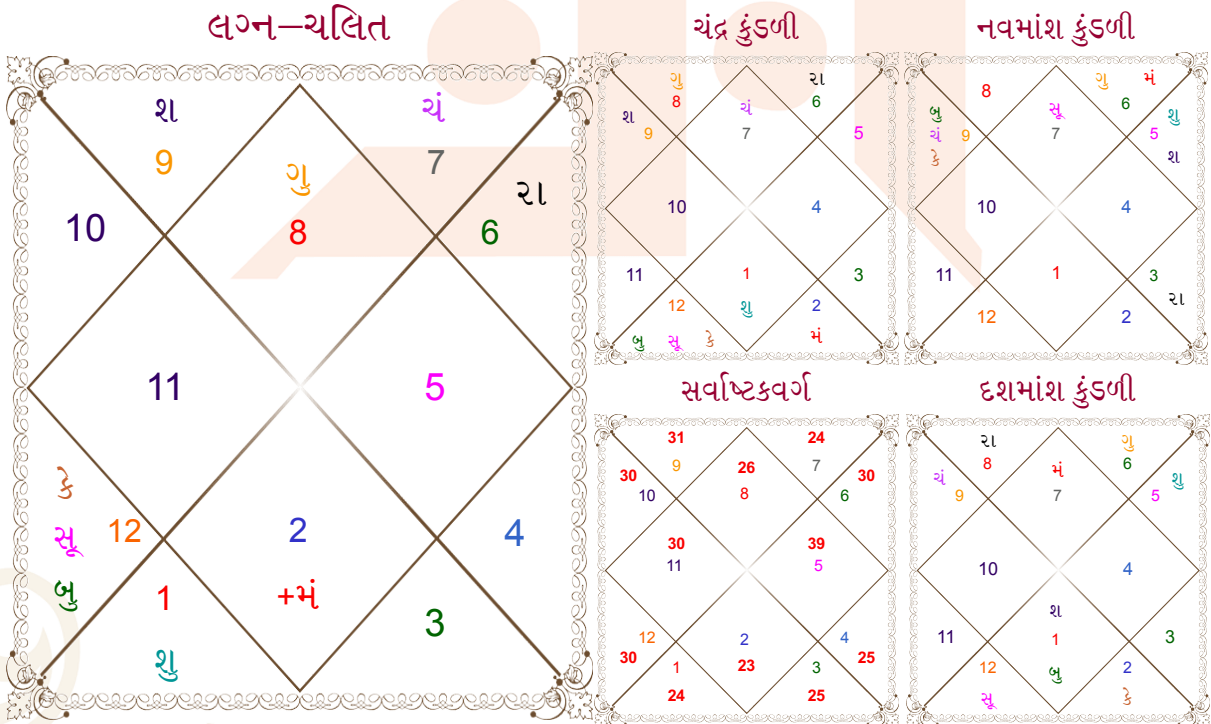 લગ્ન–ચલિત
શ
9
ગુ
8
ચં
7
રા
6
10
11
5
કે
સૂ
બુ
12
2
+મં
4
1
શુ
3
ચંદ્ર કુંડળી
ગુ
8
ચં
7
રા
6
શ
9
5
10
4
11
1
શુ
3
12
2
બુ સૂ કે
મં
નવમાંશ કુંડળી
8
સૂ
7
ગુ મં
6
બુ
ચં 9
કે
શુ
5
શ
10
4
11
1
3
રા
12
2
સર્વાષ્ટકવર્ગ
31
9
26
8
24
7
30
10
30
6
30
11
39
5
12
30
2
23
4
25
1
24
3
25
દશમાંશ કુંડળી
રા
8
મં
7
ગુ
6
ચં
9
શુ
5
10
4
શ
1
બુ
11
3
12
સૂ
2
કે